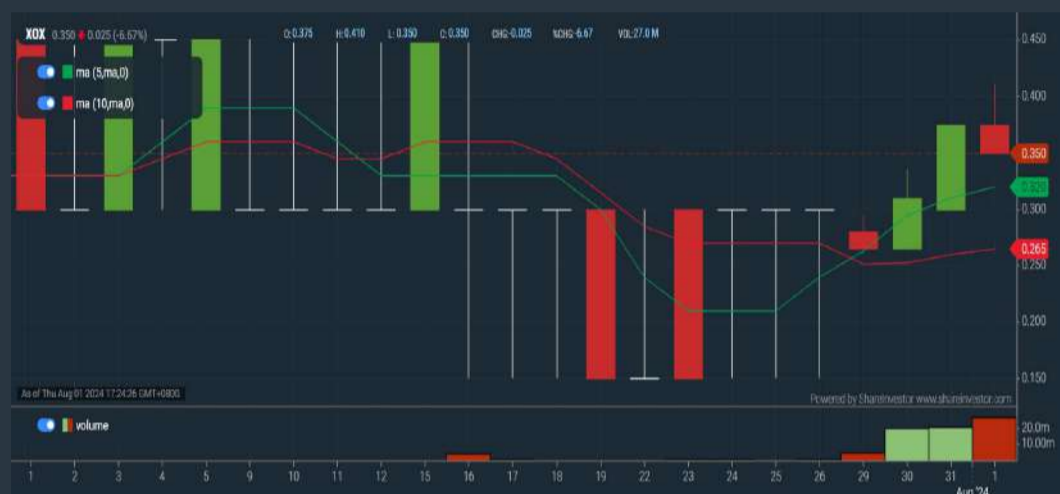 XOX 0.350 0.025 (-6.67%) O:0.375 H:0.410 L: 0.350 C: 0.350 CHG:-0.025 %CHG:-6.67 VOL:27.0 M
ma (5,ma,0)
ma (10,ma,0)
0.450
0.400
0.350
0.320
0.300
0.265
0.250
0.200
0.150
As of Thu Aug 01 2024 17:24:26 GMT+0800.
Powered by ShareInvestor www.shareinvestor.com
volume
20.0m
10.00m
1 2 3 4 5 9 10 11 12 15 16 17 18 19 22 23 24 25 26 29 30 31 1
Aug '24